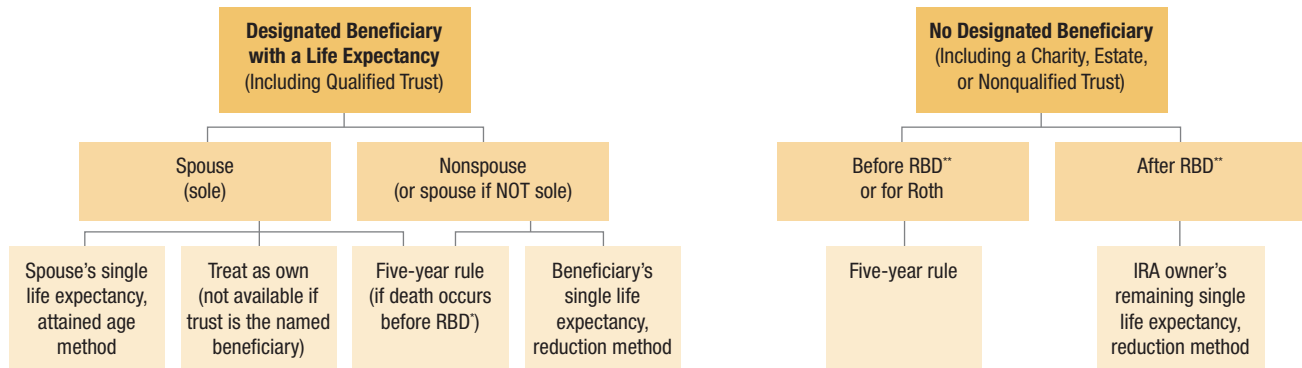 Designated Beneficiary
with a Life Expectancy
(Including Qualified Trust)
No Designated Beneficiary
(Including a Charity, Estate,
or Nonqualified Trust)
Spouse
(sole)
Nonspouse
(or spouse if NOT sole)
Before RBD**
or for Roth
After RBD**
Spouse's single
life expectancy,
attained age
method
Treat as own
(not available if
trust is the named
beneficiary)
Five-year rule
(if death occurs
before RBD*)
Beneficiary's
single life
expectancy,
reduction method
Five-year rule
IRA owner's
remaining single
life expectancy,
reduction method